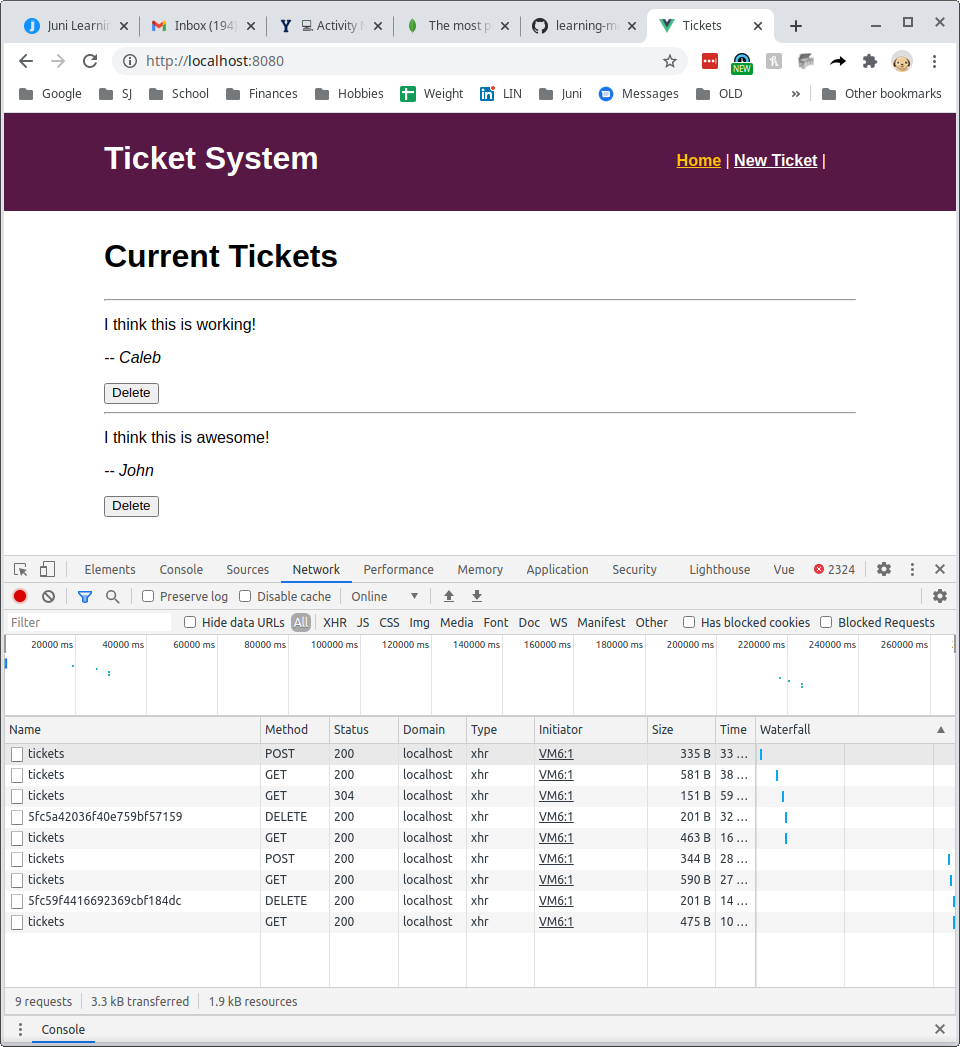 Juni Learnin
Inbox (194)
Activity N
The most p
learning-m
Tickets
http://localhost:8080
NEW
Google
SJ
School
Finances
Hobbies
Weight
LIN
Juni
Messages
OLD
»
Other bookmarks
Ticket System
Home | New Ticket |
Current Tickets
I think this is working!
-- Caleb
Delete
I think this is awesome!
-- John
Delete
Elements Console Sources Network Performance Memory Application Security Lighthouse Vue 2324
Preserve log Disable cache Online
Filter Hide data URLs All XHR JS CSS Img Media Font Doc WS Manifest Other Has blocked cookies Blocked Requests
20000 ms 40000 ms 60000 ms 80000 ms 100000 ms 120000 ms 140000 ms 160000 ms 180000 ms 200000 ms 220000 ms 240000 ms 260000 ms
Name Method Status Domain Type Initiator Size Time Waterfall
tickets POST 200 localhost xhr VM6:1 335 B 33 ...
tickets GET 200 localhost xhr VM6:1 581 B 38 ...
tickets GET 304 localhost xhr VM6:1 151 B 59 ...
5fc5a42036f40e759bf57159 DELETE 200 localhost xhr VM6:1 201 B 32 ...
tickets GET 200 localhost xhr VM6:1 463 B 16 ...
tickets POST 200 localhost xhr VM6:1 344 B 28 ...
tickets GET 200 localhost xhr VM6:1 590 B 27 ...
5fc59f4416692369cbf184dc DELETE 200 localhost xhr VM6:1 201 B 14 ...
tickets GET 200 localhost xhr VM6:1 475 B 10 ...
9 requests 3.3 kB transferred 1.9 kB resources
Console